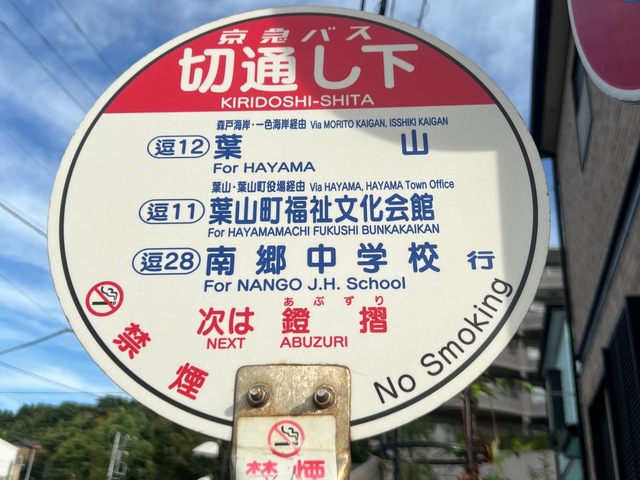 京急バス
切通し下
KIRIDOSHI-SHITA
森戸海岸・一色海岸経由 Via MORITO KAIGAN, ISSHIKI KAIGAN
逗12 葉山
For HAYAMA
葉山・葉山町役場経由 Via HAYAMA, HAYAMA Town Office
逗11 葉山町福祉文化会館
For HAYAMAMACHI FUKUSHI BUNKAKAIKAN
逗28 南郷中学校 行
For NANGO J.H. School
あぶずり
次は 鐙摺
NEXT ABUZURI
禁煙
No Smoking
禁煙